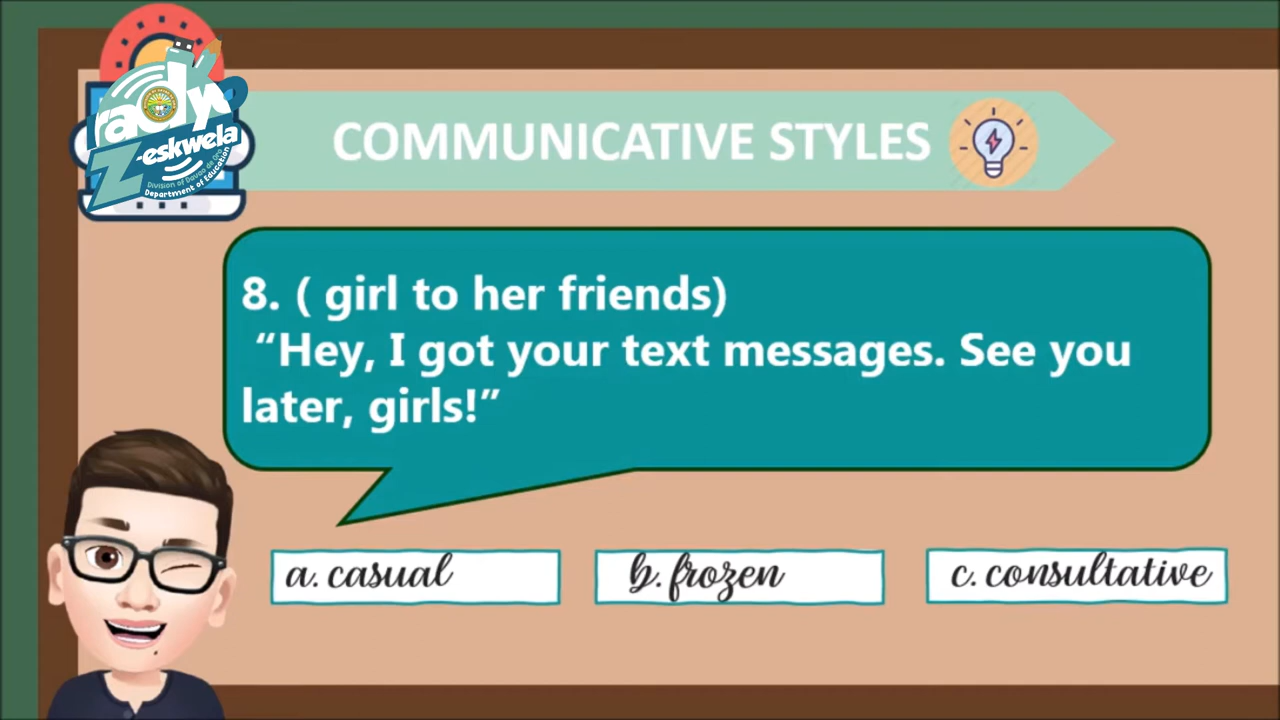 radyo
Z-eskwela
Division of Davao de Oro
Department of Education
COMMUNICATIVE STYLES
8. ( girl to her friends)
“Hey, I got your text messages. See you
later, girls!”
a. casual
b. frozen
c. consultative